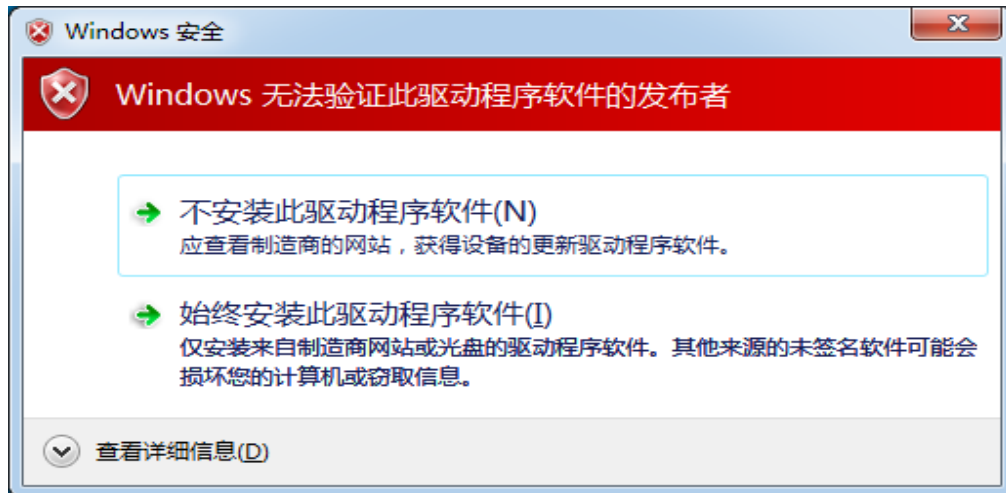 Windows 安全
Windows 无法验证此驱动程序软件的发布者
不安装此驱动程序软件(N)
应查看制造商的网站，获得设备的更新驱动程序软件。
始终安装此驱动程序软件(I)
仅安装来自制造商网站或光盘的驱动程序软件。其他来源的未签名软件可能会
损坏您的计算机或窃取信息。
查看详细信息(D)